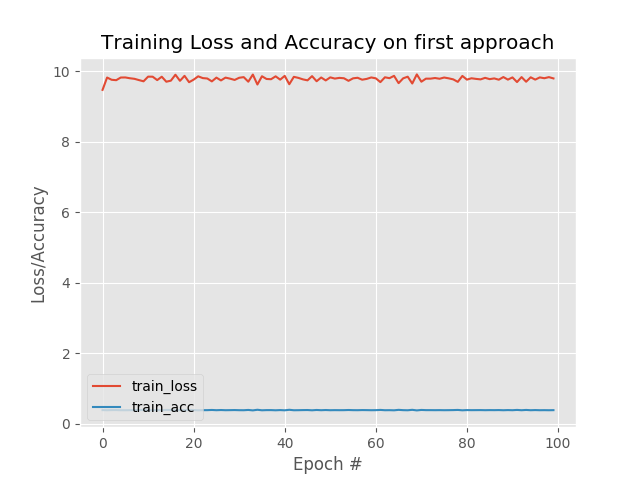 Training Loss and Accuracy on first approach
10
8
6
4
2
0
Loss/Accuracy
train_loss
train_acc
0 20 40 60 80 100
Epoch #